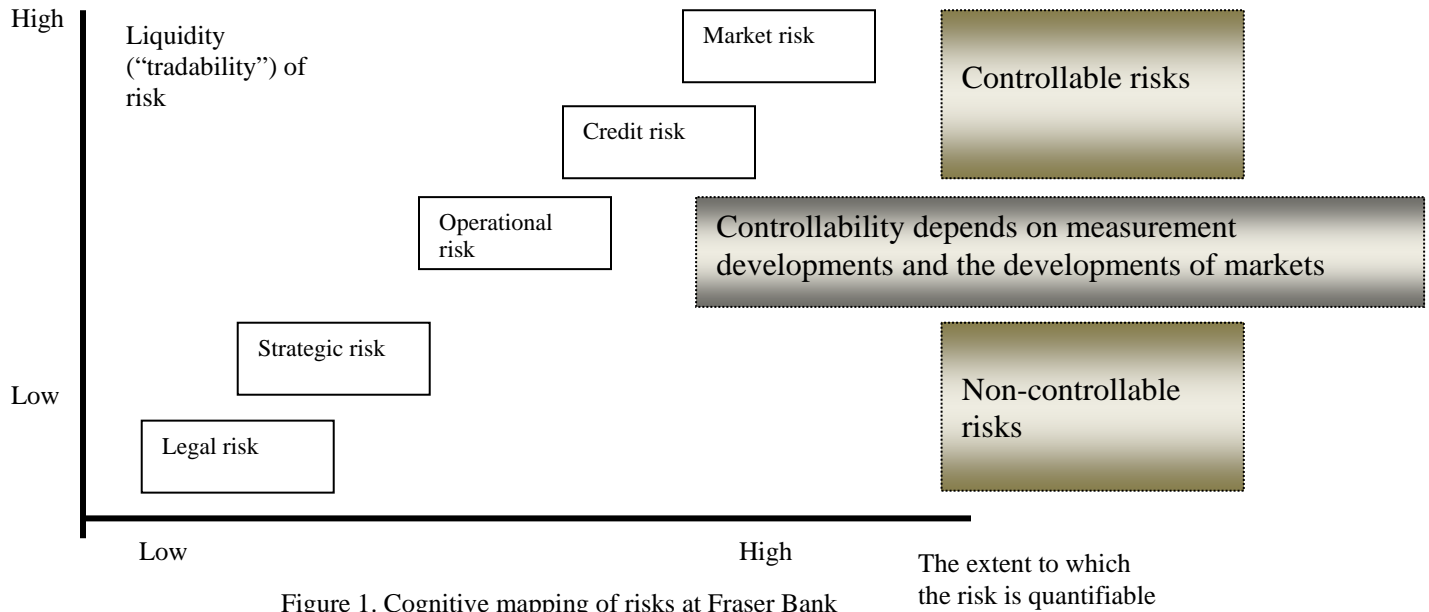 High
Liquidity
(“tradability”) of
risk
Market risk
Controllable risks
Credit risk
Operational
risk
Controllability depends on measurement
developments and the developments of markets
Strategic risk
Low
Non-controllable
risks
Legal risk
Low
High
The extent to which
the risk is quantifiable
Figure 1. Cognitive mapping of risks at Fraser Bank